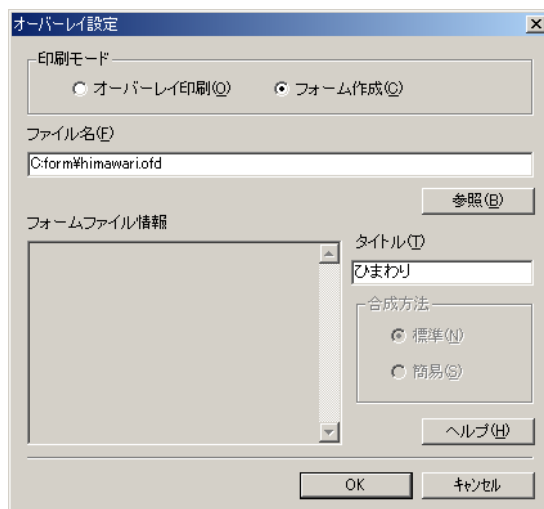 オーバーレイ設定
印刷モード
オーバーレイ印刷(O)
フォーム作成(C)
ファイル名(F)
C:form¥himawari.ofd
参照(B)
フォームファイル情報
タイトル(T)
ひまわり
合成方法
標準(N)
簡易(S)
ヘルプ(H)
OK
キャンセル